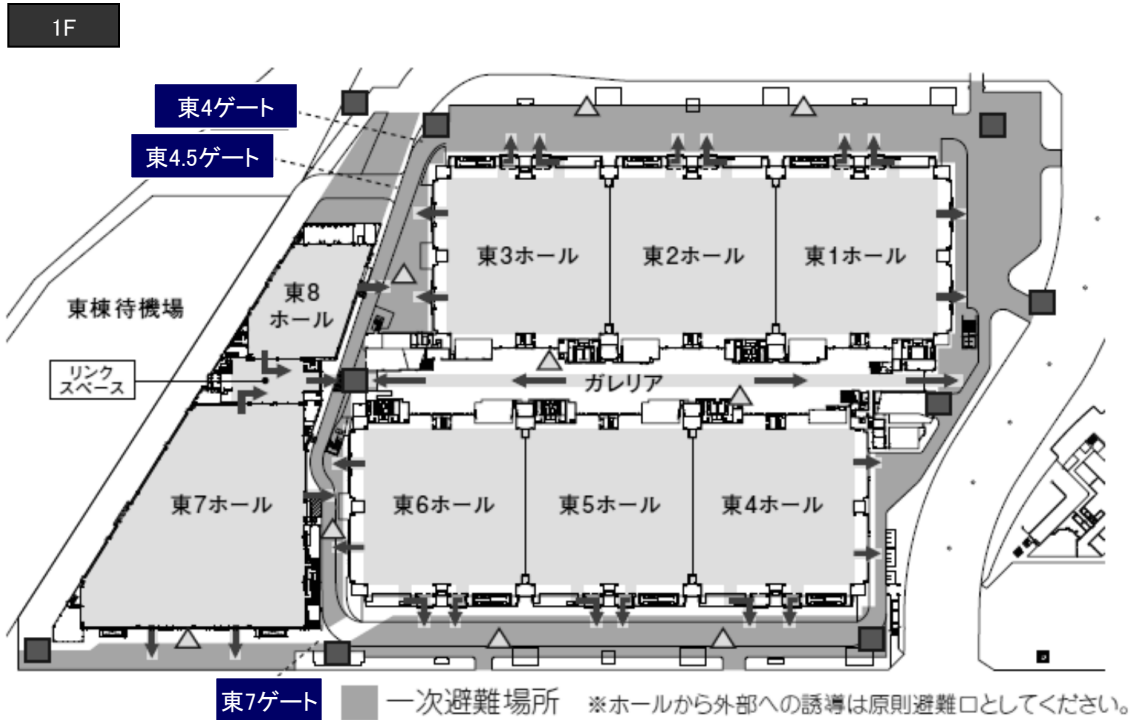 1F
東4ゲート
東4.5ゲート
東3ホール
東2ホール
東1ホール
東8
ホール
東棟待機場
リンク
スペース
ガレリア
東7ホール
東6ホール
東5ホール
東4ホール
東7ゲート
一次避難場所
※ホールから外部への誘導は原則避難口としてください。